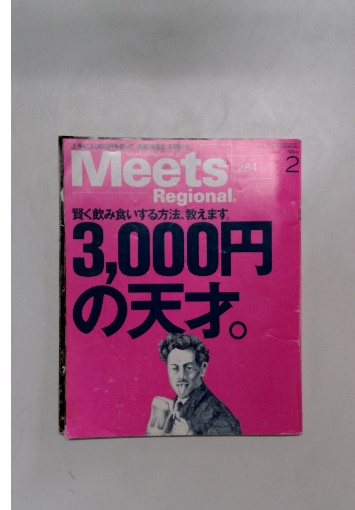 Meets
Regional
284
2
賢く飲み食いする方法、教えます。
3,000円
の天才。